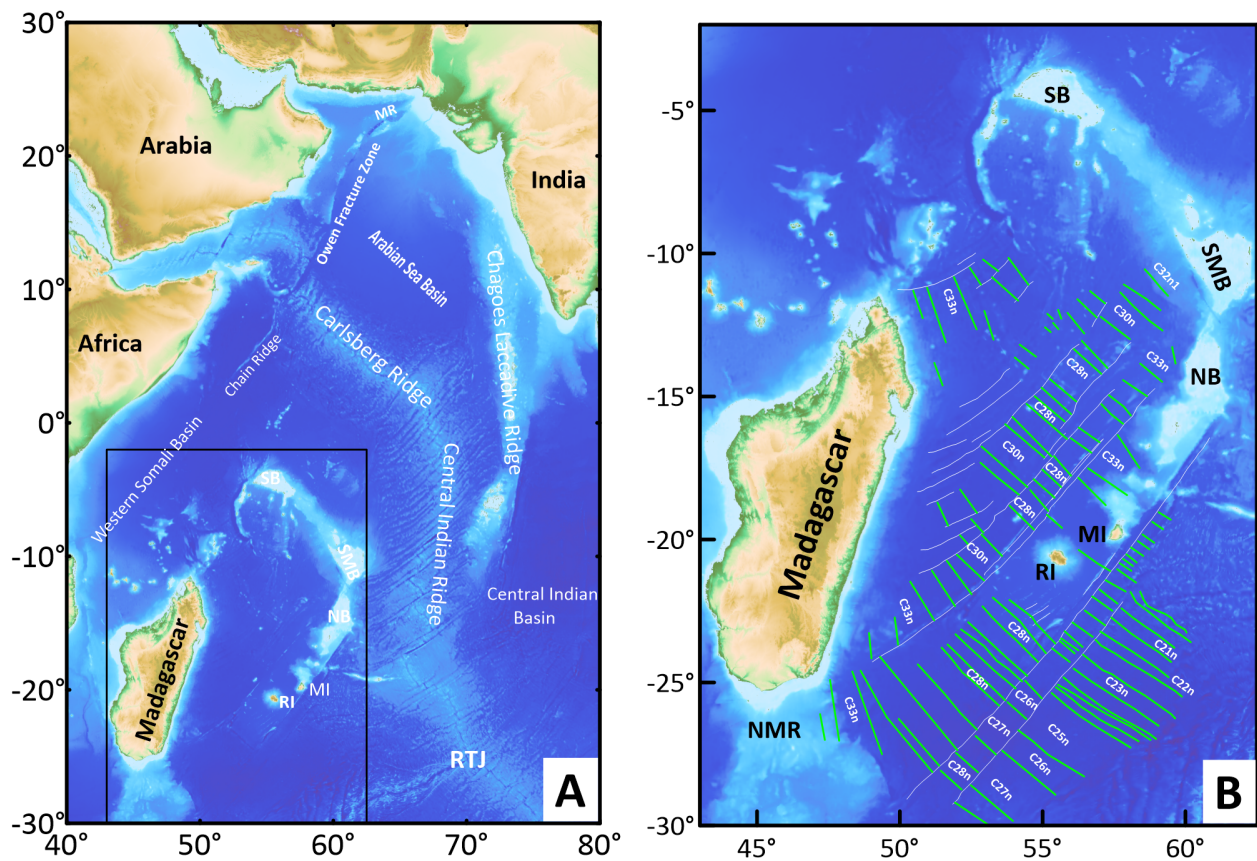 30°
20°
10°
0°
-10°
-20°
-30°
40°
50°
60°
70°
80°
Arabia
MR
India
Owen Fracture Zone
Arabian Sea Basin
Chagoes Laccadive Ridge
Africa
Carlsberg Ridge
Chain Ridge
Western Somali Basin
Central Indian Ridge
SB
SMB
NB
Central Indian
Basin
Madagascar
MI
RI
RTJ
A
-5°
-10°
-15°
-20°
-25°
-30°
45°
50°
55°
60°
SB
SMB
C32n1
C33n
C30n
C28n
C33n
NB
C28n
C30n
C28n
C33n
C28n
Madagascar
MI
RI
C30n
C33n
C28n
C21n
C22n
C28n
C23n
C26n
C33n
NMR
C27n
C25n
C26n
C28n
C27n
B